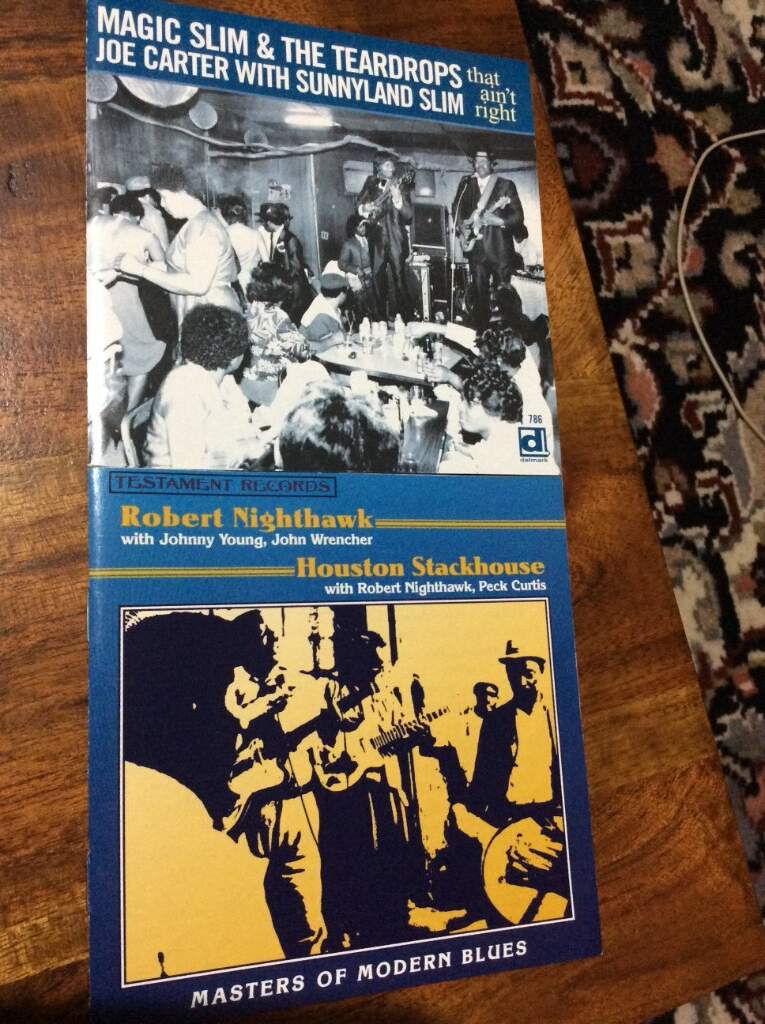 MAGIC SLIM & THE TEARDROPS
JOE CARTER WITH SUNNYLAND SLIM
that
ain't
right
786
d
delmark
TESTAMENT RECORDS
Robert Nighthawk
with Johnny Young, John Wrencher
Houston Stackhouse
with Robert Nighthawk, Peck Curtis
MASTERS OF MODERN BLUES